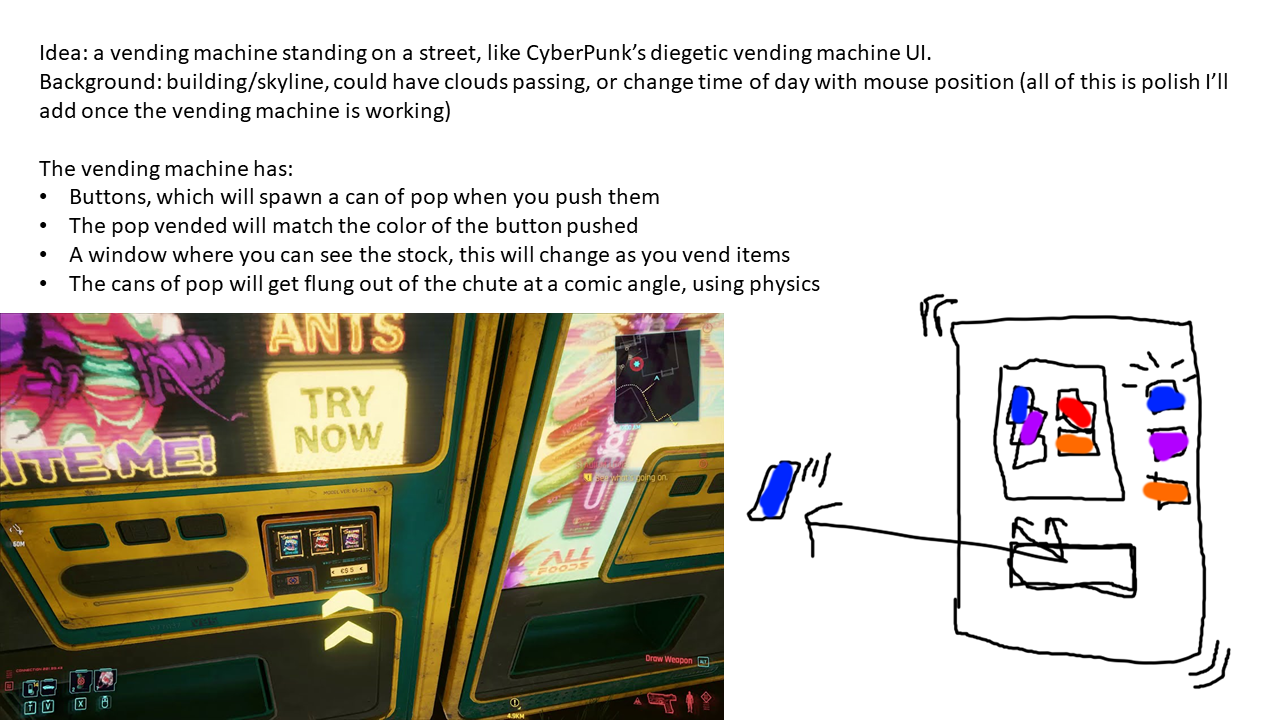 Idea: a vending machine standing on a street, like CyberPunk's diegetic vending machine UI.
Background: building/skyline, could have clouds passing, or change time of day with mouse position (all of this is polish I'll
add once the vending machine is working)
The vending machine has:
• Buttons, which will spawn a can of pop when you push them
• The pop vended will match the color of the button pushed
• A window where you can see the stock, this will change as you vend items
• The cans of pop will get flung out of the chute at a comic angle, using physics
ANTS
TRY
NOW
ITE ME!
60M
€$ 5
ALL
FOODS
Draw Weapon
ALT
T
V
X
4.9KM